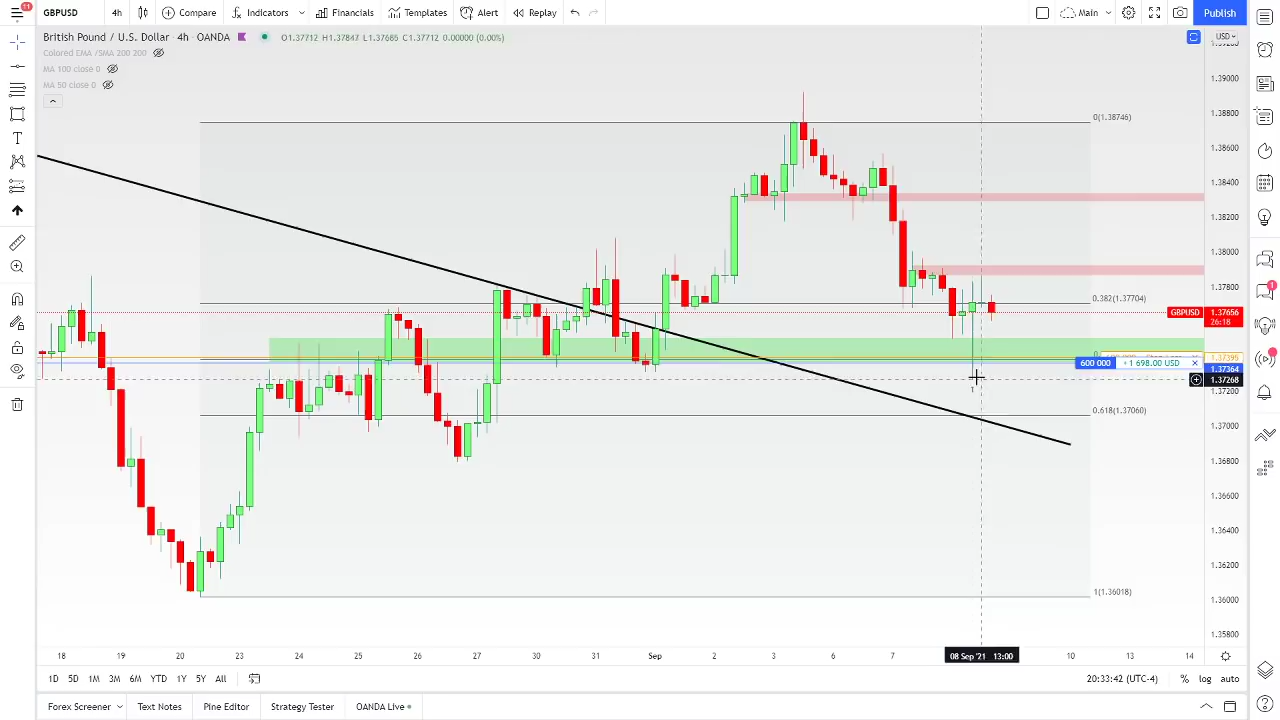 11
GBPUSD
4h
Compare
Indicators
Financials
Templates
Alert
Replay
Main
Publish
British Pound / U.S. Dollar · 4h · OANDA
O1.37712 H1.37847 L1.37685 C1.37712 0.00000 (0.00%)
USD
Colored EMA /SMA 200 200
MA 100 close 0
MA 50 close 0
1.39000
1.38800
1.38600
1.38400
1.38200
1.38000
1.37800
GBPUSD
1.37656
26:18
1.37395
1.37364
1.37268
1.37200
1.37000
1.36800
1.36600
1.36400
1.36200
1.36000
1.35800
0(1.38746)
0.382(1.37704)
600 000
+1 698.00 USD
0.618(1.37060)
1(1.36018)
1
18
19
20
23
24
25
26
27
30
31
Sep
2
3
6
7
08 Sep '21 13:00
10
13
14
1D
5D
1M
3M
6M
YTD
1Y
5Y
All
20:33:42 (UTC-4)
%
log
auto
Forex Screener
Text Notes
Pine Editor
Strategy Tester
OANDA Live